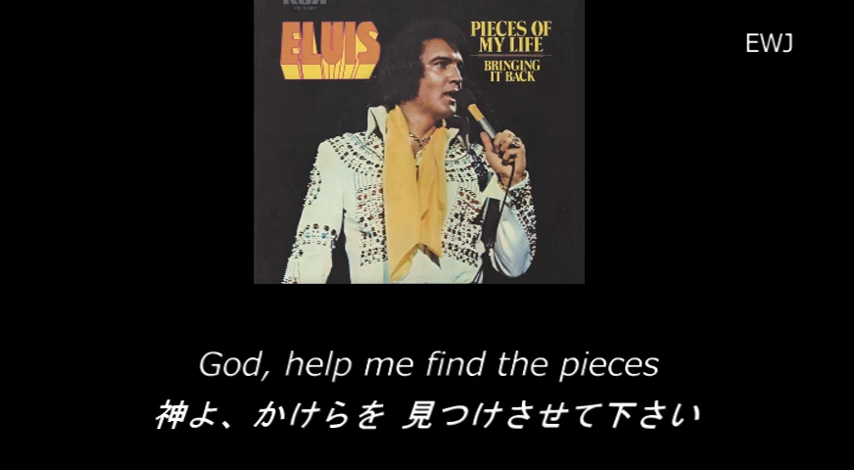 ELVIS
PIECES OF
MY LIFE
BRINGING
IT BACK
EWJ
God, help me find the pieces
神よ、かけらを 見つけさせて下さい